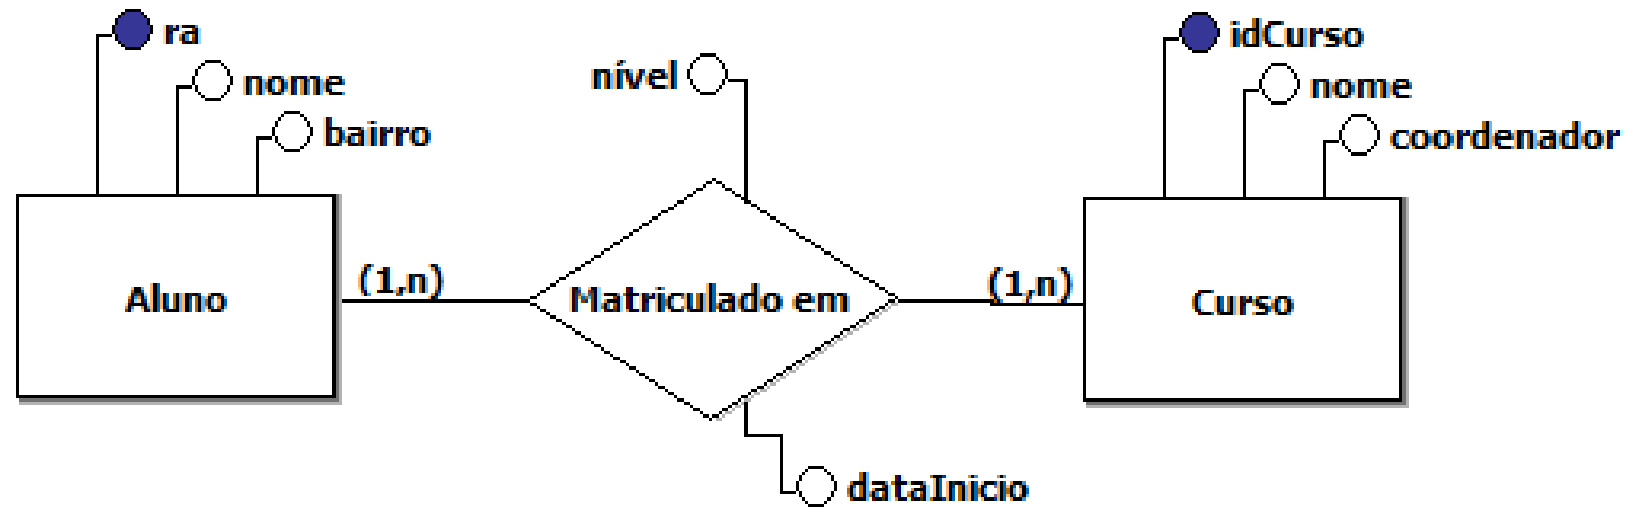 ra
nome
bairro
nível
idCurso
nome
coordenador
Aluno
(1,n)
Matriculado em
(1,n)
Curso
dataInicio